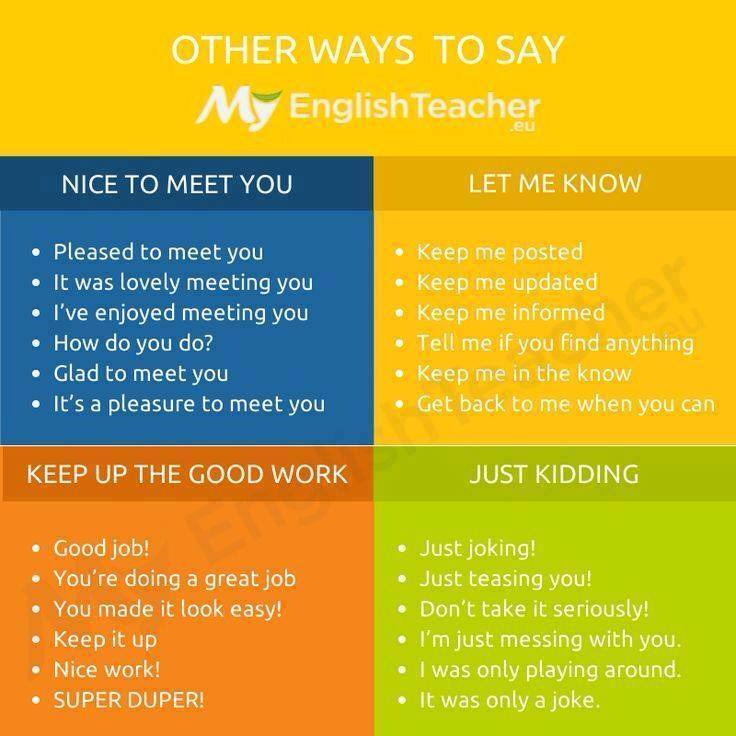 OTHER WAYS TO SAY
My EnglishTeacher
.eu
NICE TO MEET YOU
• Pleased to meet you
• It was lovely meeting you
• I've enjoyed meeting you
• How do you do?
• Glad to meet you
• It's a pleasure to meet you
LET ME KNOW
• Keep me posted
• Keep me updated
• Keep me informed
• Tell me if you find anything
• Keep me in the know
• Get back to me when you can
KEEP UP THE GOOD WORK
• Good job!
• You're doing a great job
• You made it look easy!
• Keep it up
• Nice work!
• SUPER DUPER!
JUST KIDDING
• Just joking!
• Just teasing you!
• Don't take it seriously!
• I'm just messing with you.
• I was only playing around.
• It was only a joke.
My EnglishTeacher
.eu